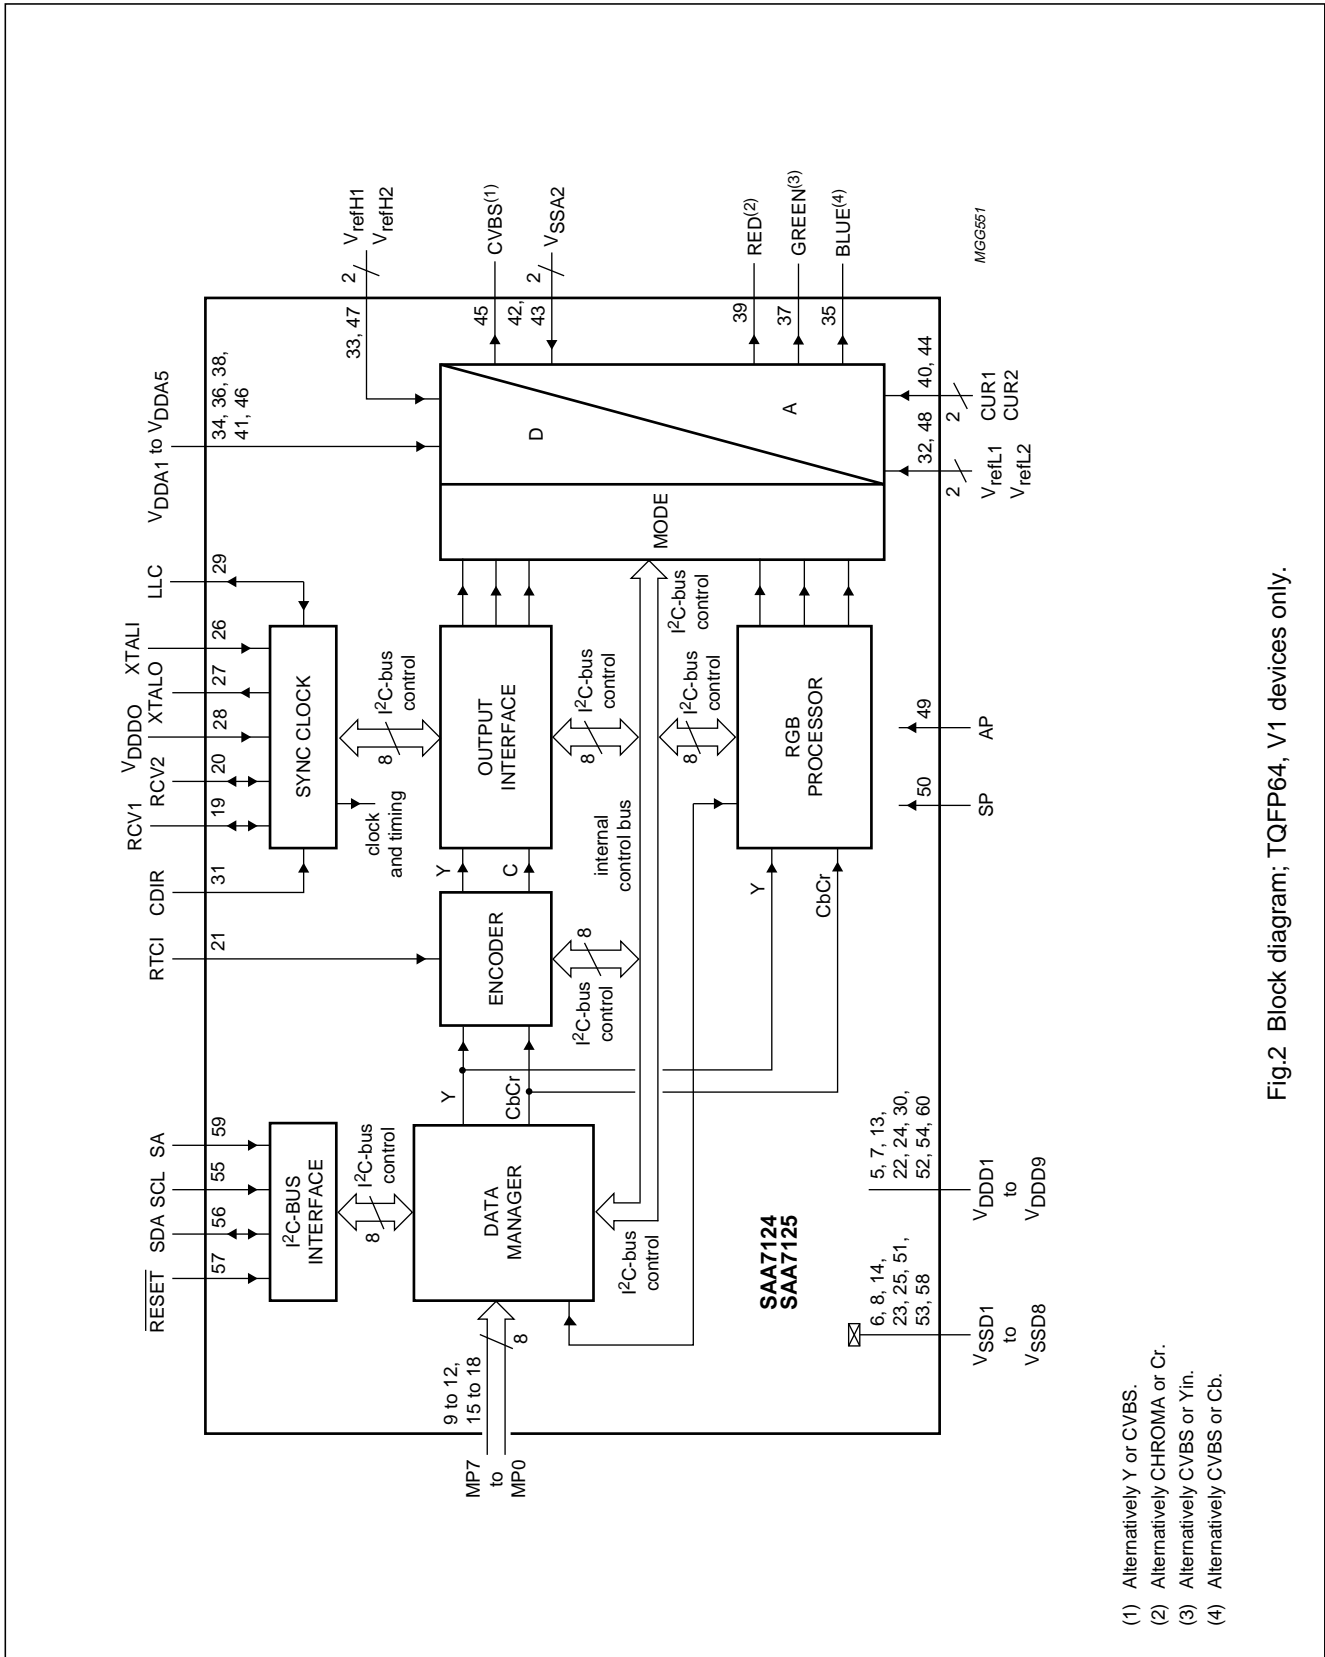 RESET
SDA
SCL
SA
RTCI
CDIR
RCV1
RCV2
VDDDO
XTALO
XTALI
LLC
VDDA1 to VDDA5
57
56
55
59
21
31
19
20
28
27
26
29
34, 36, 38,
41, 46
33, 47
2
VrefH1
VrefH2
I2C-BUS
INTERFACE
SYNC CLOCK
8
I2C-bus
control
clock
and timing
8
I2C-bus
control
45
CVBS(1)
42,
43
2
VSSA2
9 to 12,
15 to 18
MP7
to
MP0
8
DATA
MANAGER
Y
CbCr
ENCODER
Y
C
OUTPUT
INTERFACE
MODE
D
A
I2C-bus
control
I2C-bus
control
8
internal
control bus
8
I2C-bus
control
8
I2C-bus
control
I2C-bus
control
39
RED(2)
37
GREEN(3)
35
BLUE(4)
Y
CbCr
RGB
PROCESSOR
SAA7124
SAA7125
6, 8, 14,
23, 25, 51,
53, 58
5, 7, 13,
22, 24, 30,
52, 54, 60
50
49
32, 48
40, 44
VSSD1
to
VSSD8
VDDD1
to
VDDD9
SP
AP
2
VrefL1
VrefL2
2
CUR1
CUR2
MGG551
(1) Alternatively Y or CVBS.
(2) Alternatively CHROMA or Cr.
(3) Alternatively CVBS or Yin.
(4) Alternatively CVBS or Cb.
Fig.2 Block diagram; TQFP64, V1 devices only.